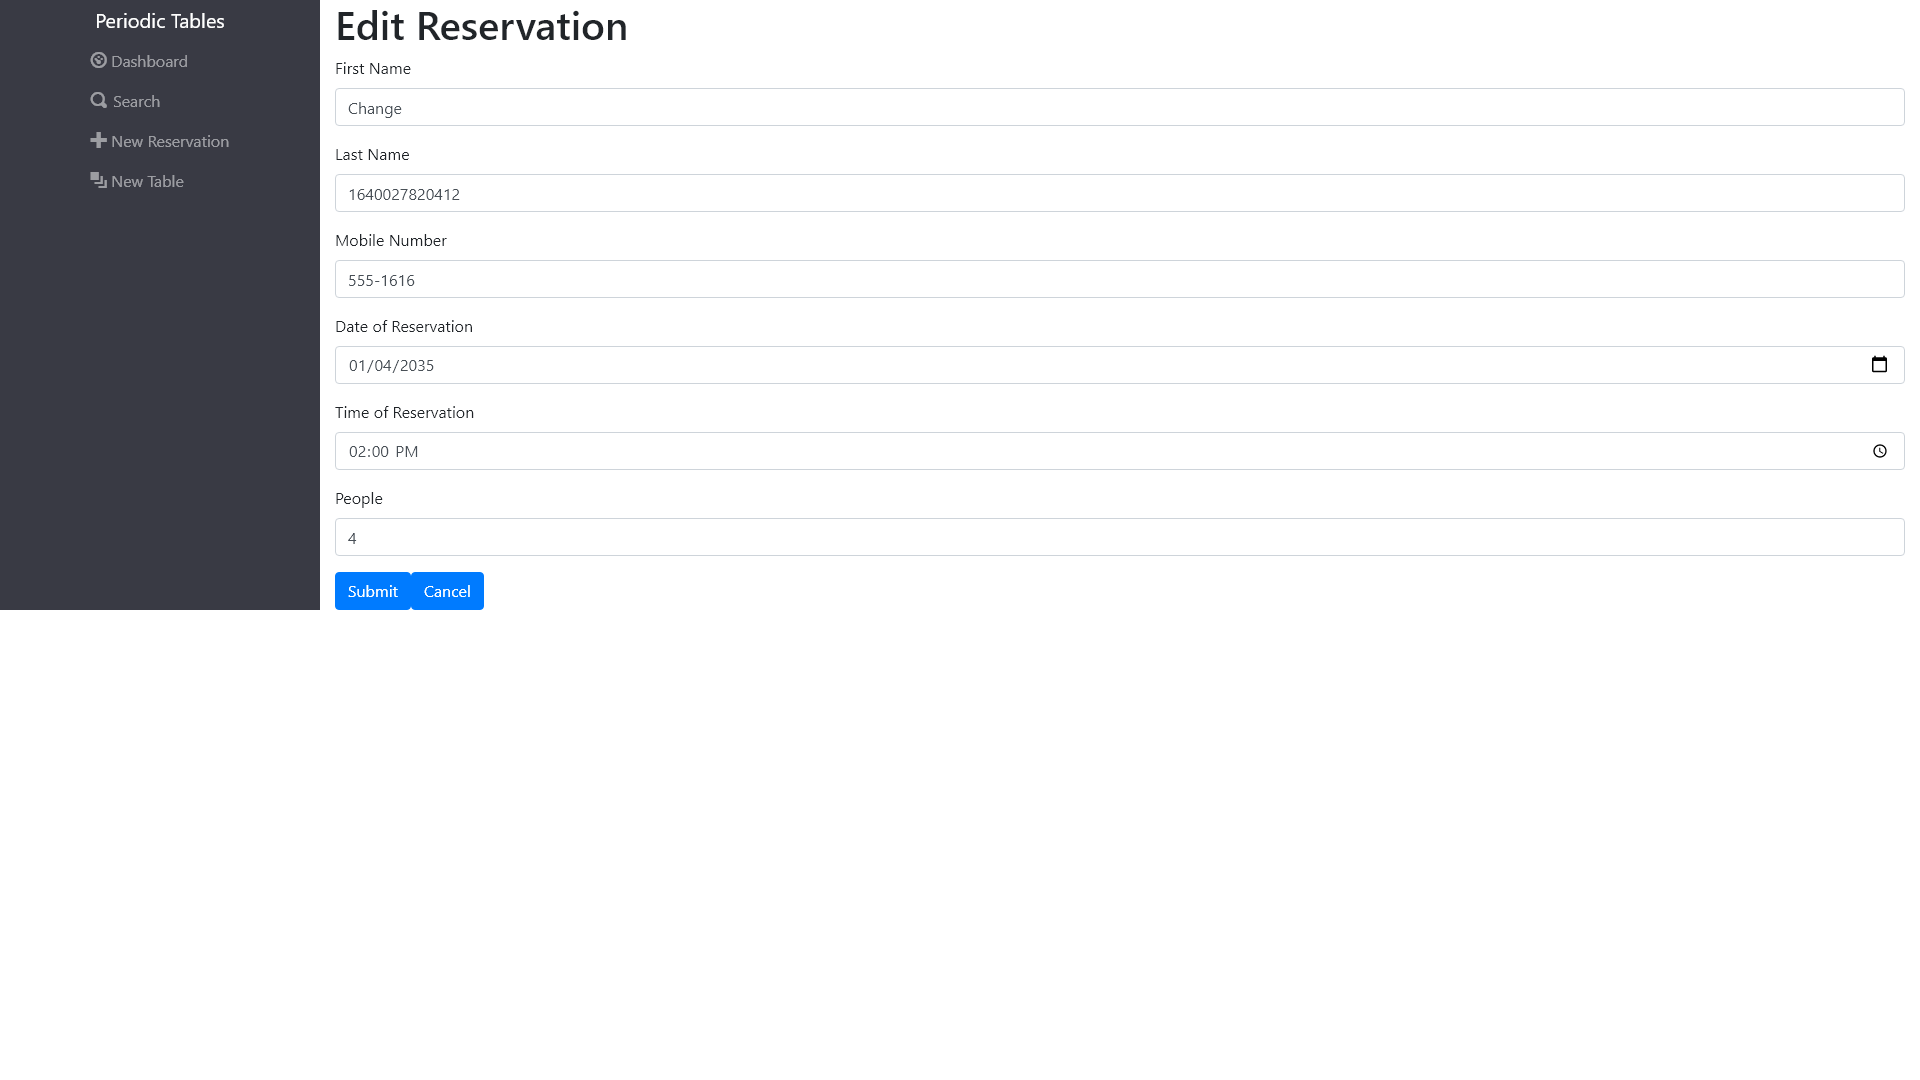 Periodic Tables
Dashboard
Search
New Reservation
New Table
Edit Reservation
First Name
Change
Last Name
1640027820412
Mobile Number
555-1616
Date of Reservation
01/04/2035
Time of Reservation
02:00 PM
People
4
Submit Cancel